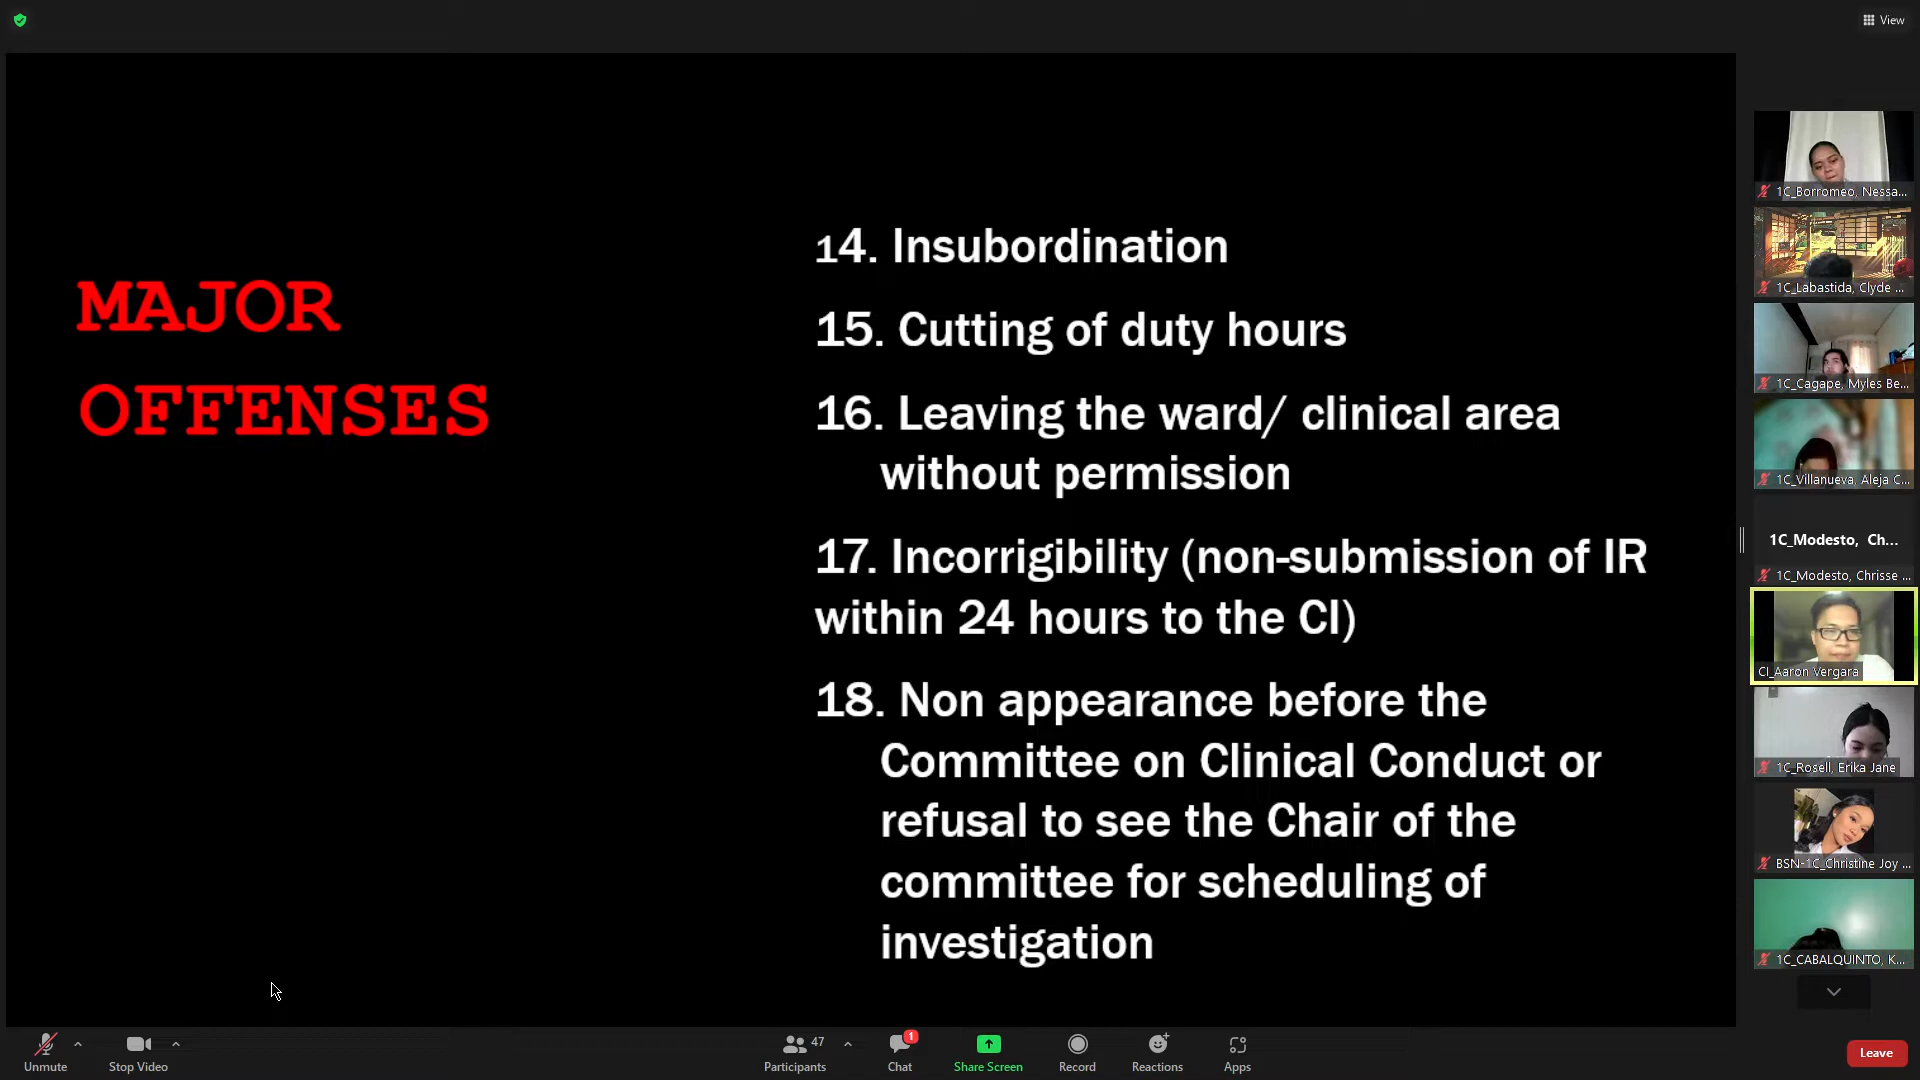 View
MAJOR
OFFENSES
14. Insubordination
15. Cutting of duty hours
16. Leaving the ward/ clinical area
without permission
17. Incorrigibility (non-submission of IR
within 24 hours to the CI)
18. Non appearance before the
Committee on Clinical Conduct or
refusal to see the Chair of the
committee for scheduling of
investigation
1C_Borromeo, Nessa...
1C_Labastida, Clyde ...
1C_Cagape, Myles Be...
1C_Villanueva, Aleja C...
1C_Modesto, Ch...
1C_Modesto, Chrisse ...
CI_Aaron Vergara
1C_Rosell, Erika Jane
BSN-1C_Christine Joy ...
1C_CABALQUINTO, K...
Unmute
Stop Video
47
Participants
1
Chat
Share Screen
Record
Reactions
Apps
Leave